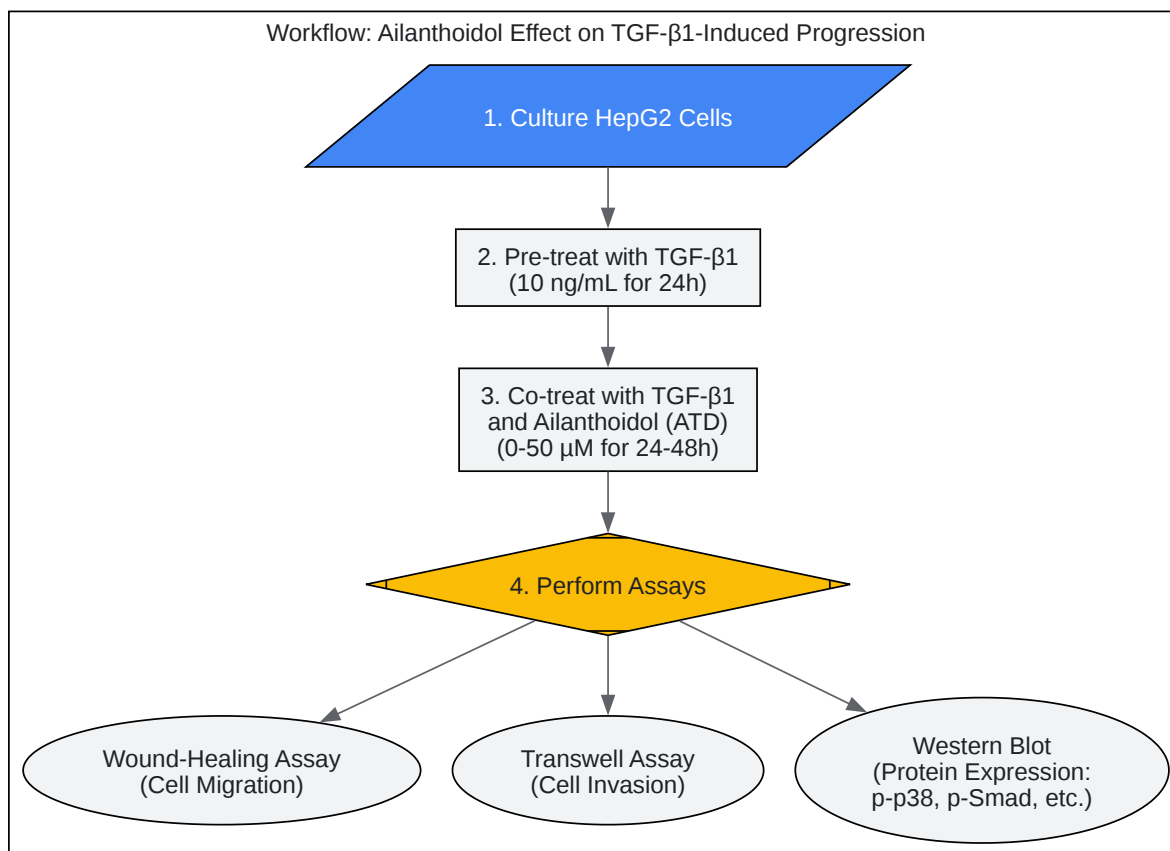 Workflow: Ailanthoidol Effect on TGF-β1-Induced Progression
1. Culture HepG2 Cells
2. Pre-treat with TGF-β1
(10 ng/mL for 24h)
3. Co-treat with TGF-β1
and Ailanthoidol (ATD)
(0-50 µM for 24-48h)
4. Perform Assays
Wound-Healing Assay
(Cell Migration)
Transwell Assay
(Cell Invasion)
Western Blot
(Protein Expression:
p-p38, p-Smad, etc.)